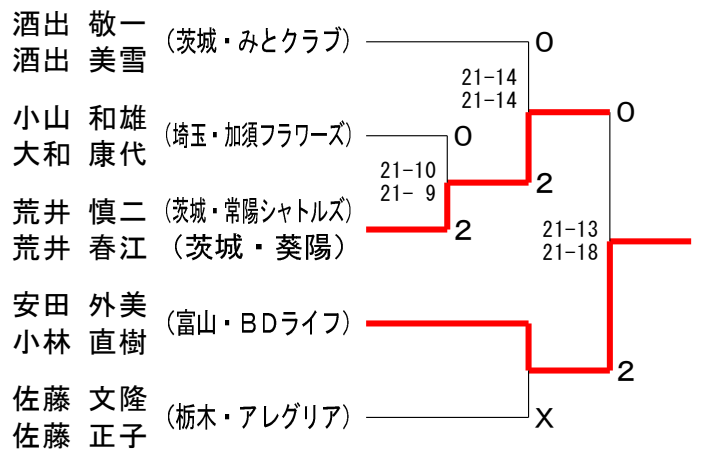 酒出 敬一 (茨城・みとクラブ)
酒出 美雪
0
21-14
21-14
小山 和雄 (埼玉・加須フラワーズ)
大和 康代
0
0
21-10
21- 9
2
荒井 慎二 (茨城・常陽シャトルズ)
荒井 春江 (茨城・葵陽)
2
21-13
21-18
安田 外美 (富山・BDライフ)
小林 直樹
2
佐藤 文隆 (栃木・アレグリア)
佐藤 正子
X